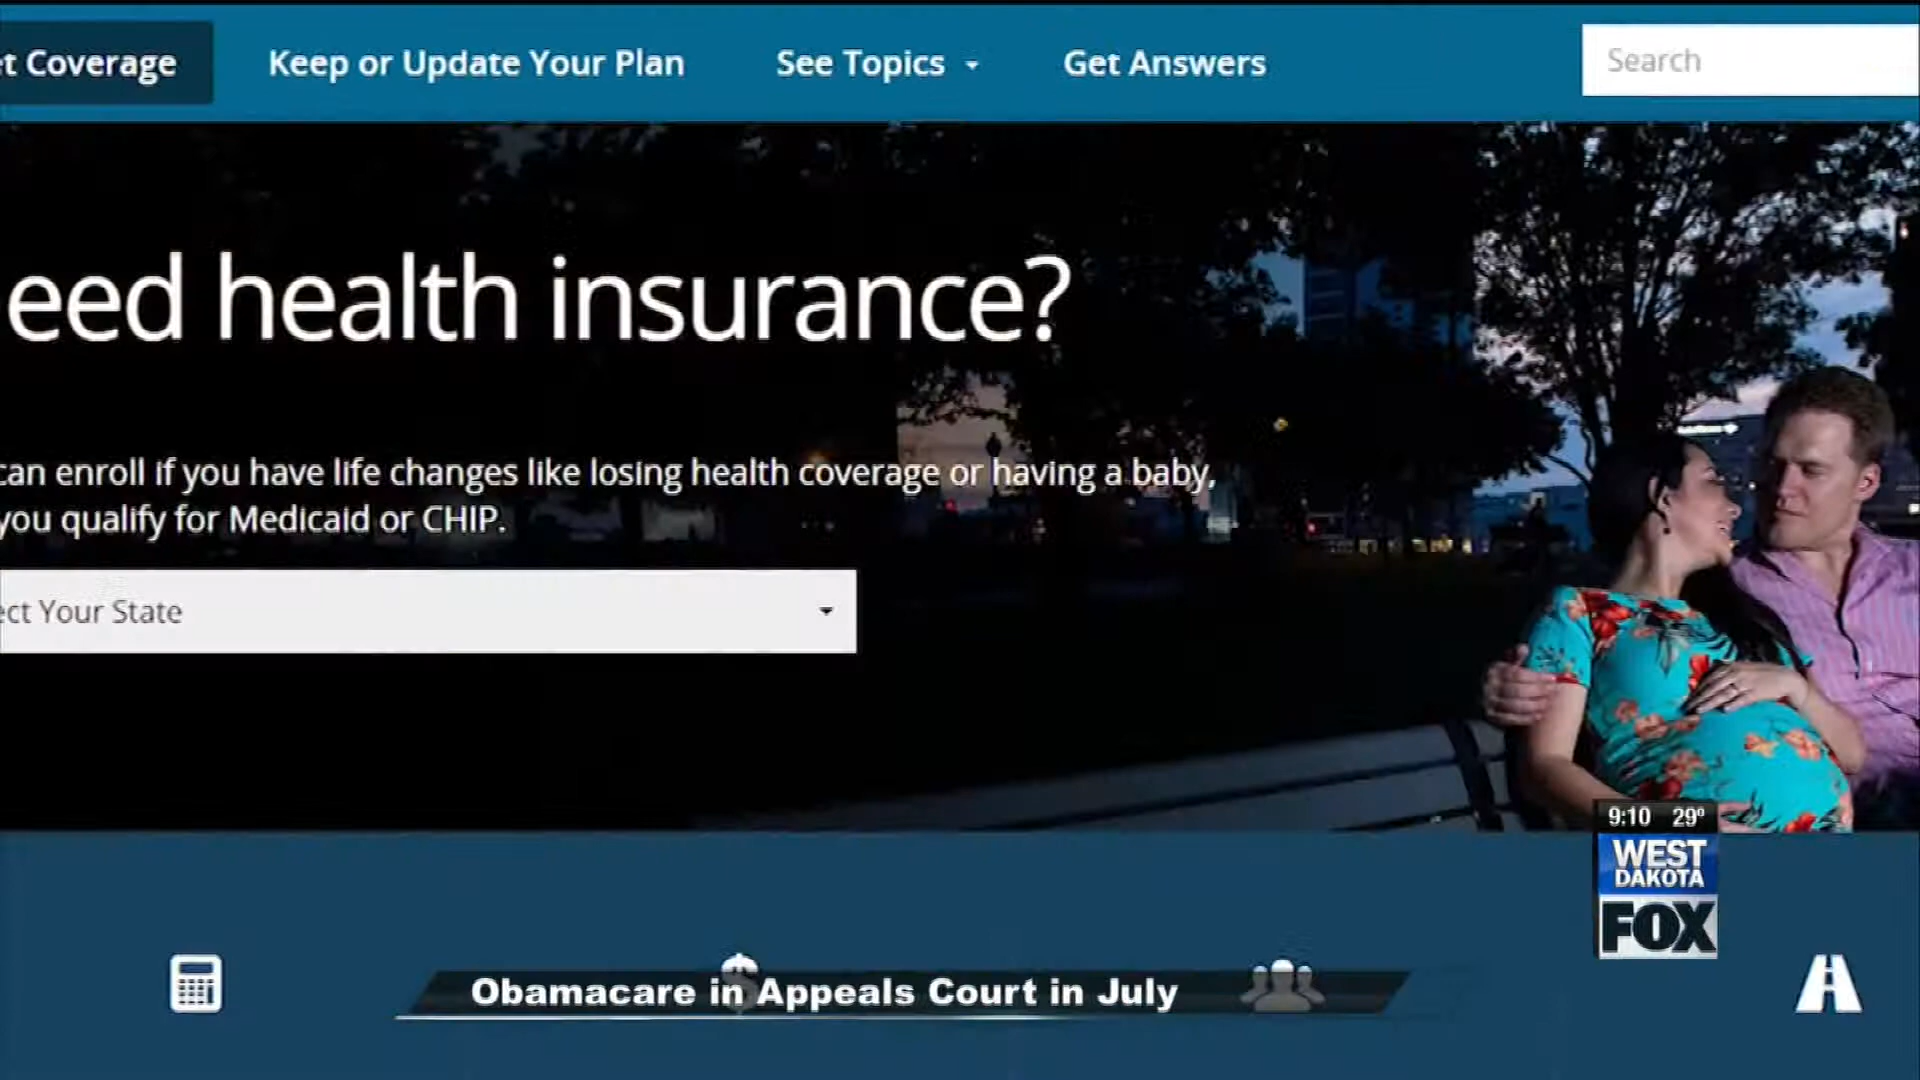 t Coverage
Keep or Update Your Plan
See Topics
Get Answers
Search
eed health insurance?
can enroll if you have life changes like losing health coverage or having a baby,
you qualify for Medicaid or CHIP.
ect Your State
9:10 29°
WEST
DAKOTA
FOX
Obamacare in Appeals Court in July